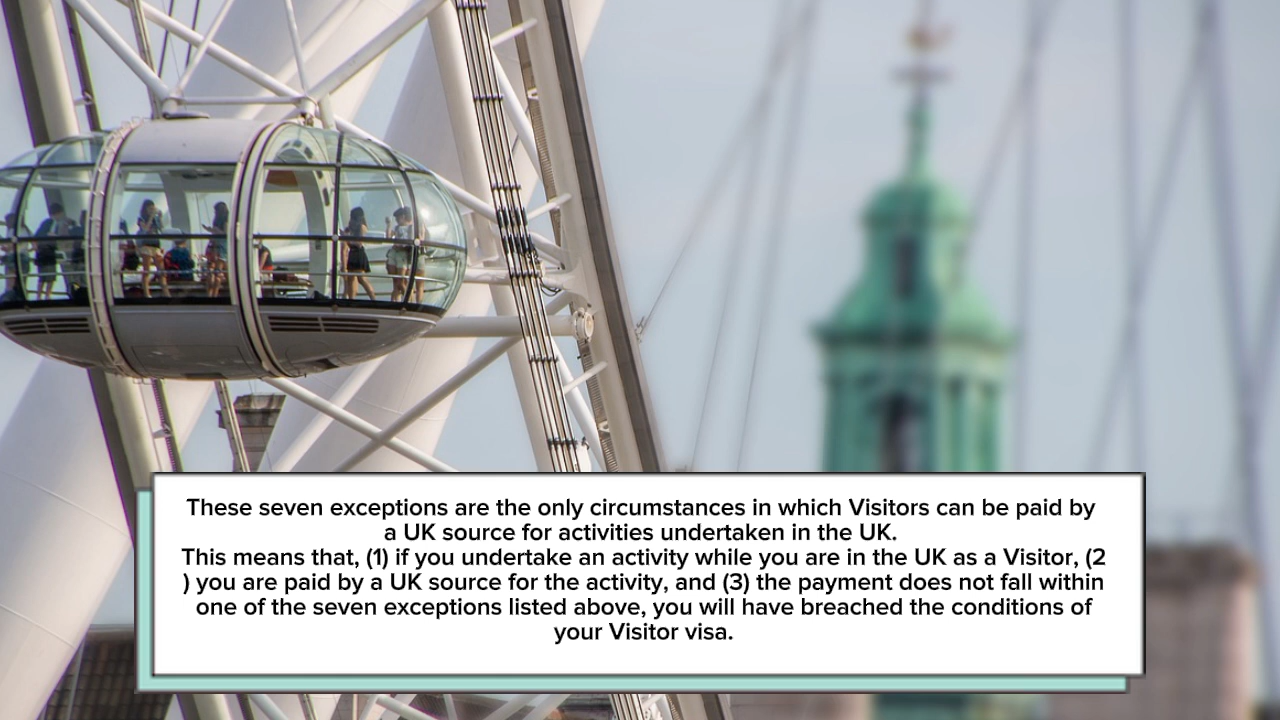 These seven exceptions are the only circumstances in which Visitors can be paid by
a UK source for activities undertaken in the UK.
This means that, (1) if you undertake an activity while you are in the UK as a Visitor, (2
) you are paid by a UK source for the activity, and (3) the payment does not fall within
one of the seven exceptions listed above, you will have breached the conditions of
your Visitor visa.